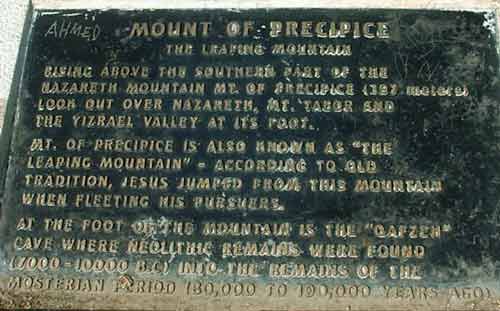 AHMED
MOUNT OF PRECIPICE
THE LEAPING MOUNTAIN
RISING ABOVE THE SOUTHERN PART OF THE
NAZARETH MOUNTAIN MT. OF PRECIPICE (397 meters)
LOOK OUT OVER NAZARETH, MT. TABOR AND
THE YIZRAEL VALLEY AT ITS FOOT.
MT. OF PRECIPICE IS ALSO KNOWN AS "THE
LEAPING MOUNTAIN" - ACCORDING TO OLD
TRADITION, JESUS JUMPED FROM THIS MOUNTAIN
WHEN FLEETING HIS PURSUERS.
AT THE FOOT OF THE MOUNTAIN IS THE "QAFZEH"
CAVE WHERE NEOLITHIC REMAINS WERE FOUND
(7000-10000 B.C) INTO THE REMAINS OF THE
MOSTERIAN PERIOD 130,000 TO 100,000 YEARS AGO)